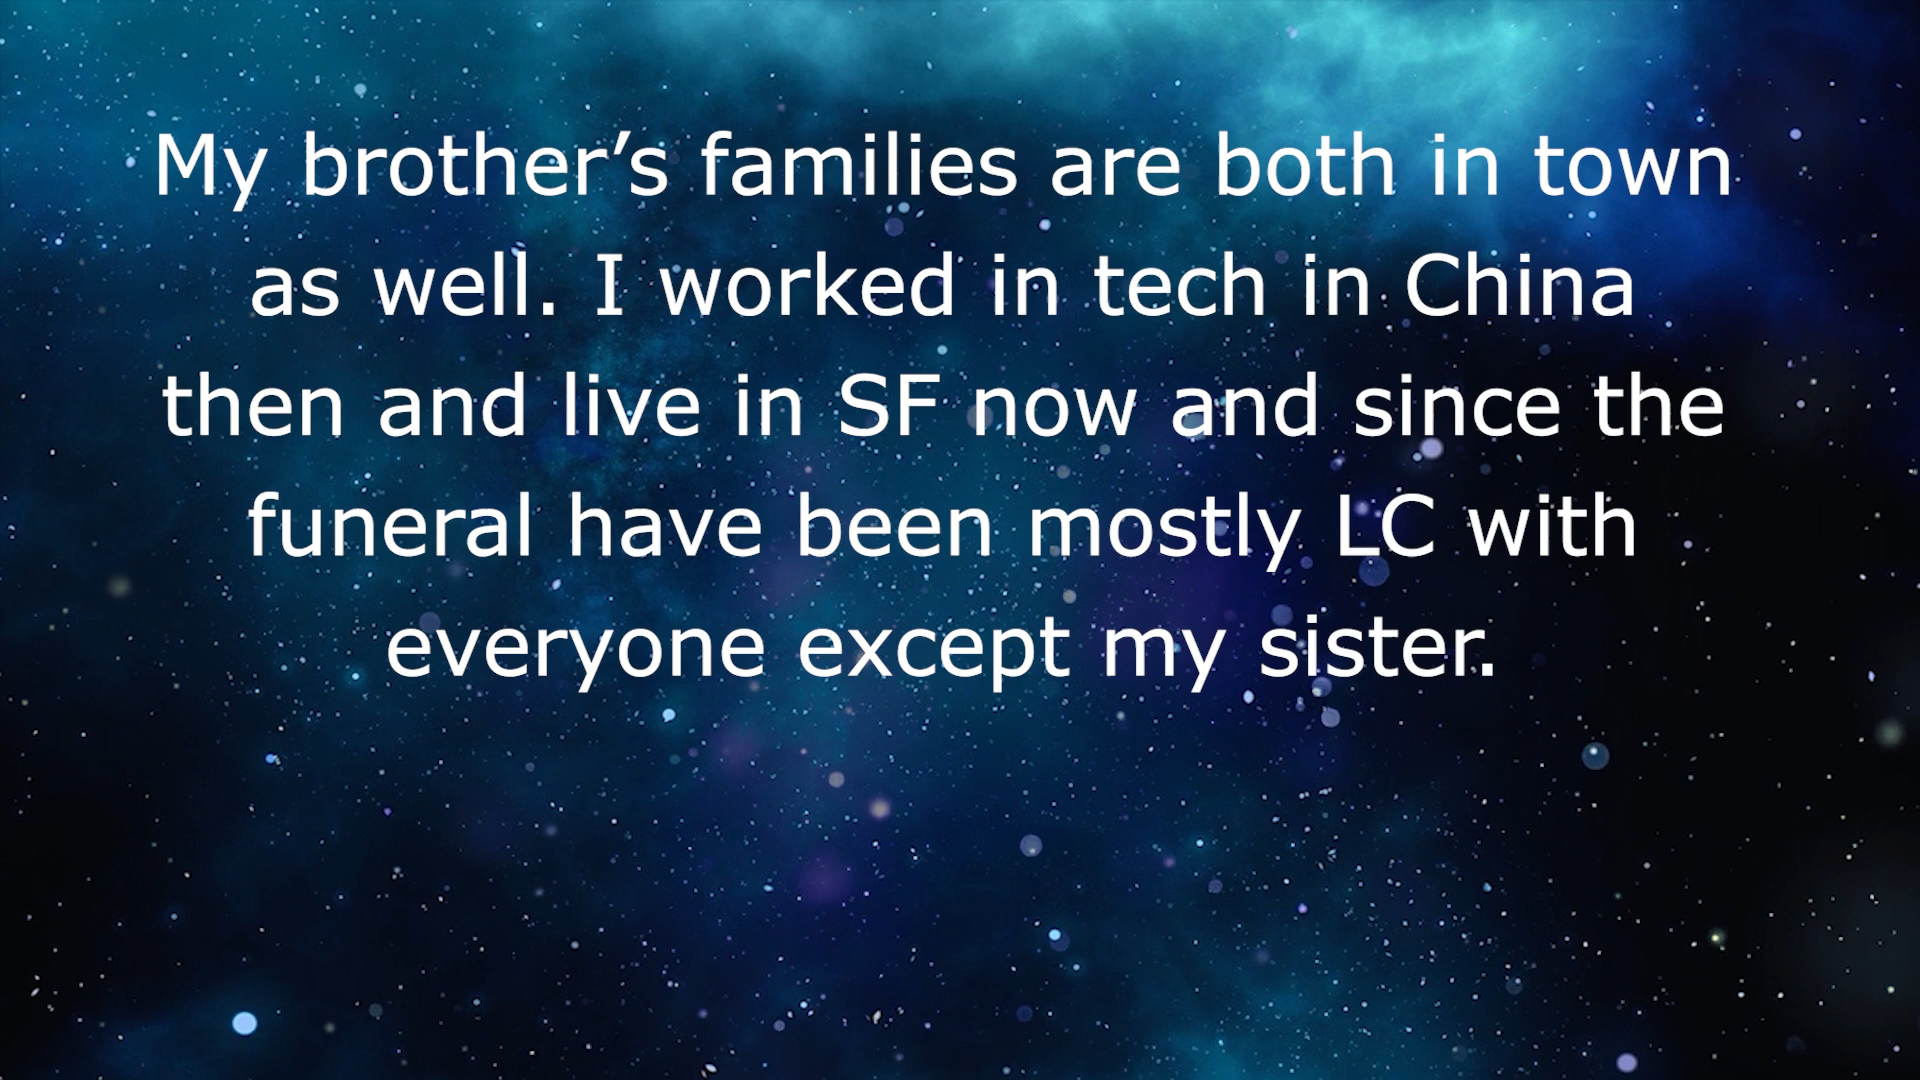 My brother’s families are both in town
as well. I worked in tech in China
then and live in SF now and since the
funeral have been mostly LC with
everyone except my sister.